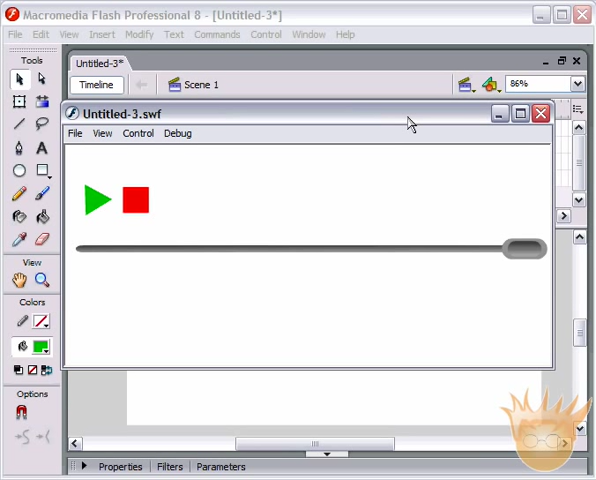 Macromedia Flash Professional 8 - [Untitled-3*]
File Edit View Insert Modify Text Commands Control Window Help
Tools
Untitled-3*
Timeline
Scene 1
86%
Untitled-3.swf
File View Control Debug
View
Colors
Options
Properties Filters Parameters